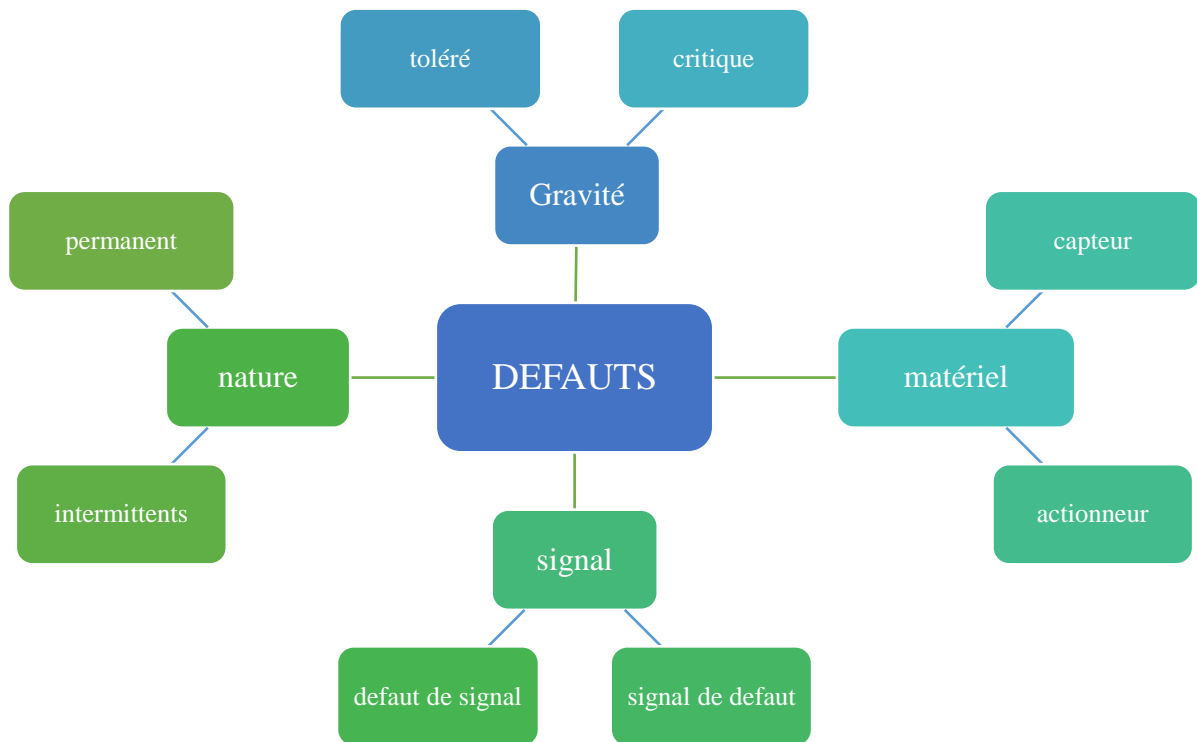 toléré
critique
Gravité
permanent
capteur
nature
DEFAUTS
matériel
intermittents
actionneur
signal
defaut de signal
signal de defaut